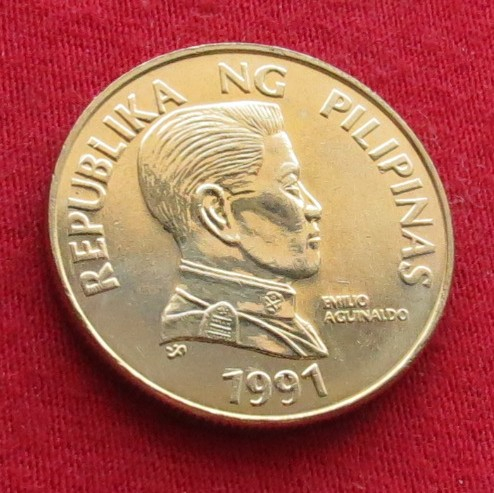 REPUBLIKA NG PILIPINAS
EMILIO
AGUINALDO
1991